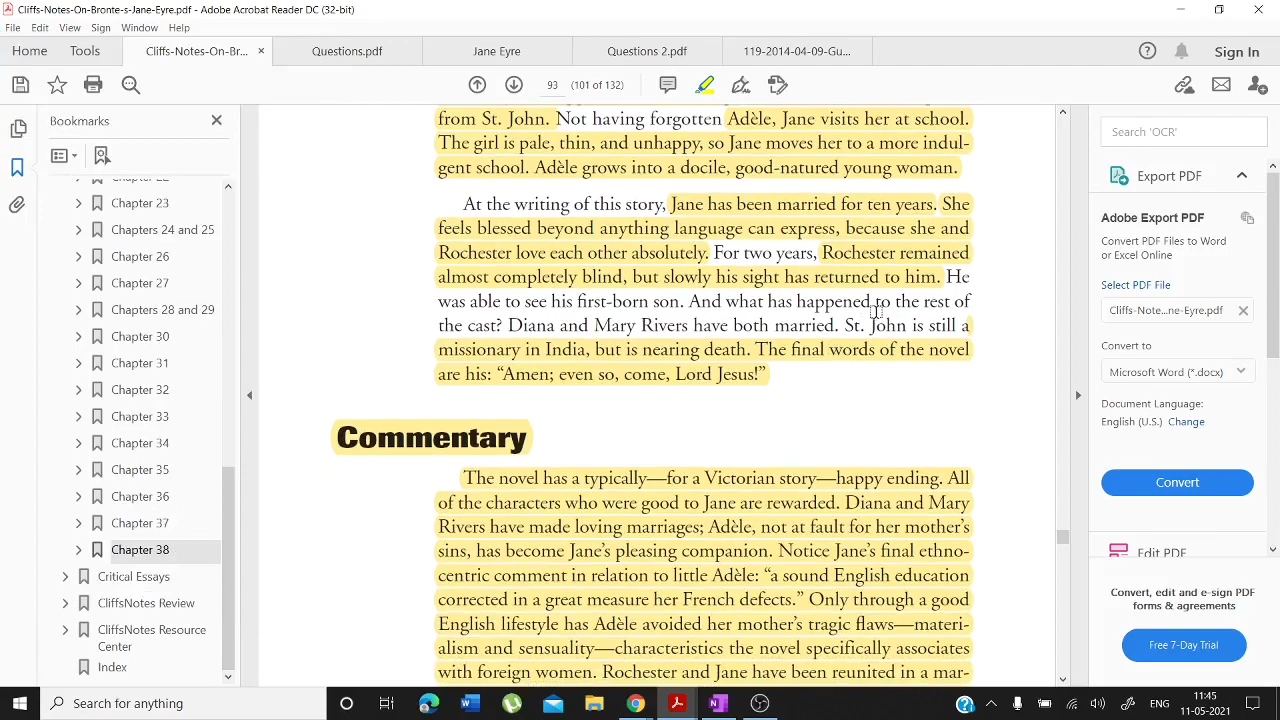 Cliffs-Notes-On-Bronte-s-Jane-Eyre.pdf - Adobe Acrobat Reader DC (32-bit)
File Edit View Sign Window Help
Home Tools Cliffs-Notes-On-Br... × Questions.pdf Jane Eyre Questions 2.pdf 119-2014-04-09-Gu... Sign In
93 (101 of 132)
Bookmarks
Chapter 23
Chapters 24 and 25
Chapter 26
Chapter 27
Chapters 28 and 29
Chapter 30
Chapter 31
Chapter 32
Chapter 33
Chapter 34
Chapter 35
Chapter 36
Chapter 37
Chapter 38
Critical Essays
CliffsNotes Review
CliffsNotes Resource
Center
Index
from St. John. Not having forgotten Adèle, Jane visits her at school.
The girl is pale, thin, and unhappy, so Jane moves her to a more indul-
gent school. Adèle grows into a docile, good-natured young woman.
At the writing of this story, Jane has been married for ten years. She
feels blessed beyond anything language can express, because she and
Rochester love each other absolutely. For two years, Rochester remained
almost completely blind, but slowly his sight has returned to him. He
was able to see his first-born son. And what has happened to the rest of
the cast? Diana and Mary Rivers have both married. St. John is still a
missionary in India, but is nearing death. The final words of the novel
are his: “Amen; even so, come, Lord Jesus!”
Commentary
The novel has a typically—for a Victorian story—happy ending. All
of the characters who were good to Jane are rewarded. Diana and Mary
Rivers have made loving marriages; Adèle, not at fault for her mother’s
sins, has become Jane’s pleasing companion. Notice Jane’s final ethno-
centric comment in relation to little Adèle: “a sound English education
corrected in a great measure her French defects.” Only through a good
English lifestyle has Adèle avoided her mother’s tragic flaws—materi-
alism and sensuality—characteristics the novel specifically associates
with foreign women. Rochester and Jane have been reunited in a mar-
Search 'OCR'
Export PDF
Adobe Export PDF
Convert PDF Files to Word
or Excel Online
Select PDF File
Cliffs-Note...ne-Eyre.pdf
Convert to
Microsoft Word (*.docx)
Document Language:
English (U.S.) Change
Convert
Edit PDF
Convert, edit and e-sign PDF
forms & agreements
Free 7-Day Trial
Search for anything
ENG
11:45
11-05-2021